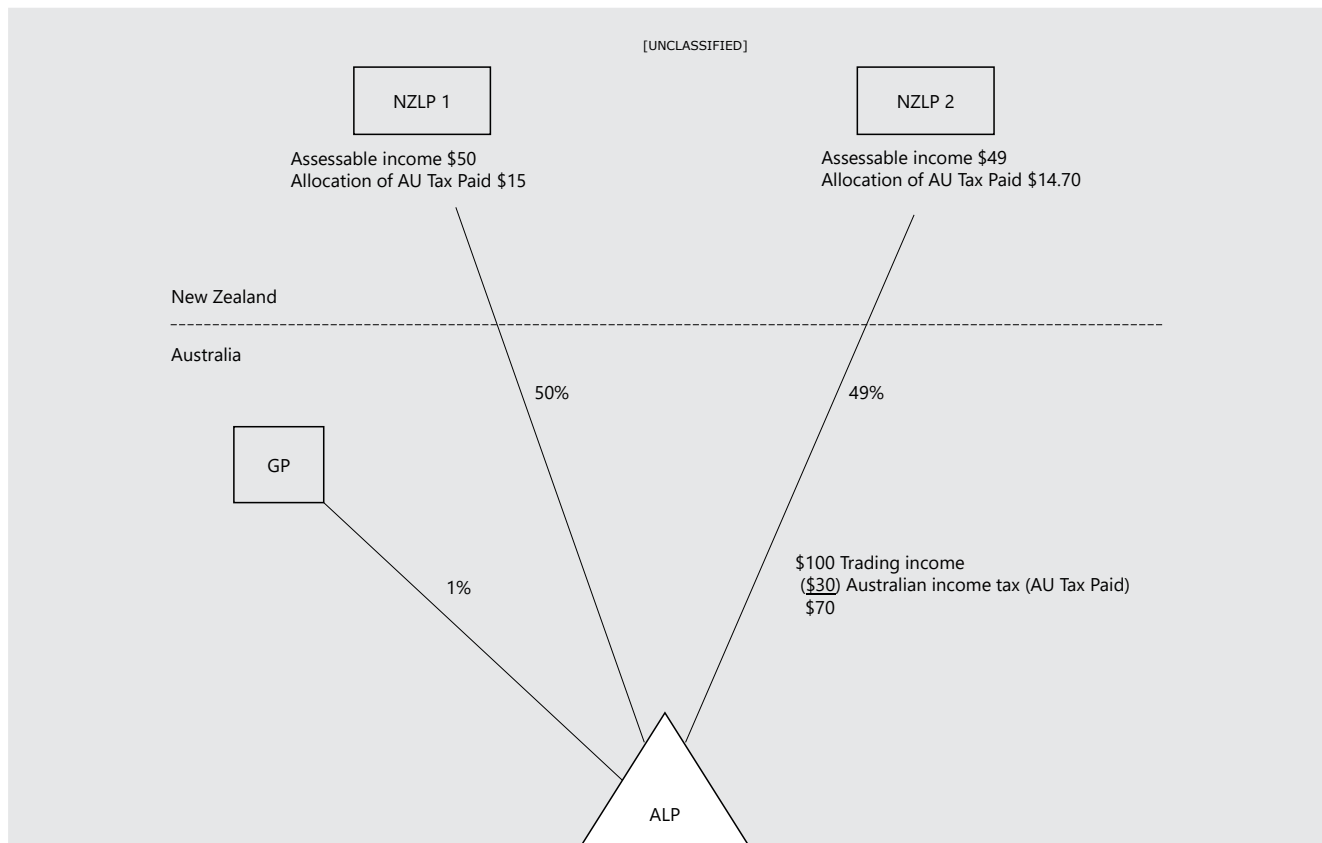 [UNCLASSIFIED]
NZLP 1
NZLP 2
Assessable income $50
Allocation of AU Tax Paid $15
Assessable income $49
Allocation of AU Tax Paid $14.70
New Zealand
Australia
50%
49%
GP
1%
$100 Trading income
($30) Australian income tax (AU Tax Paid)
$70
ALP